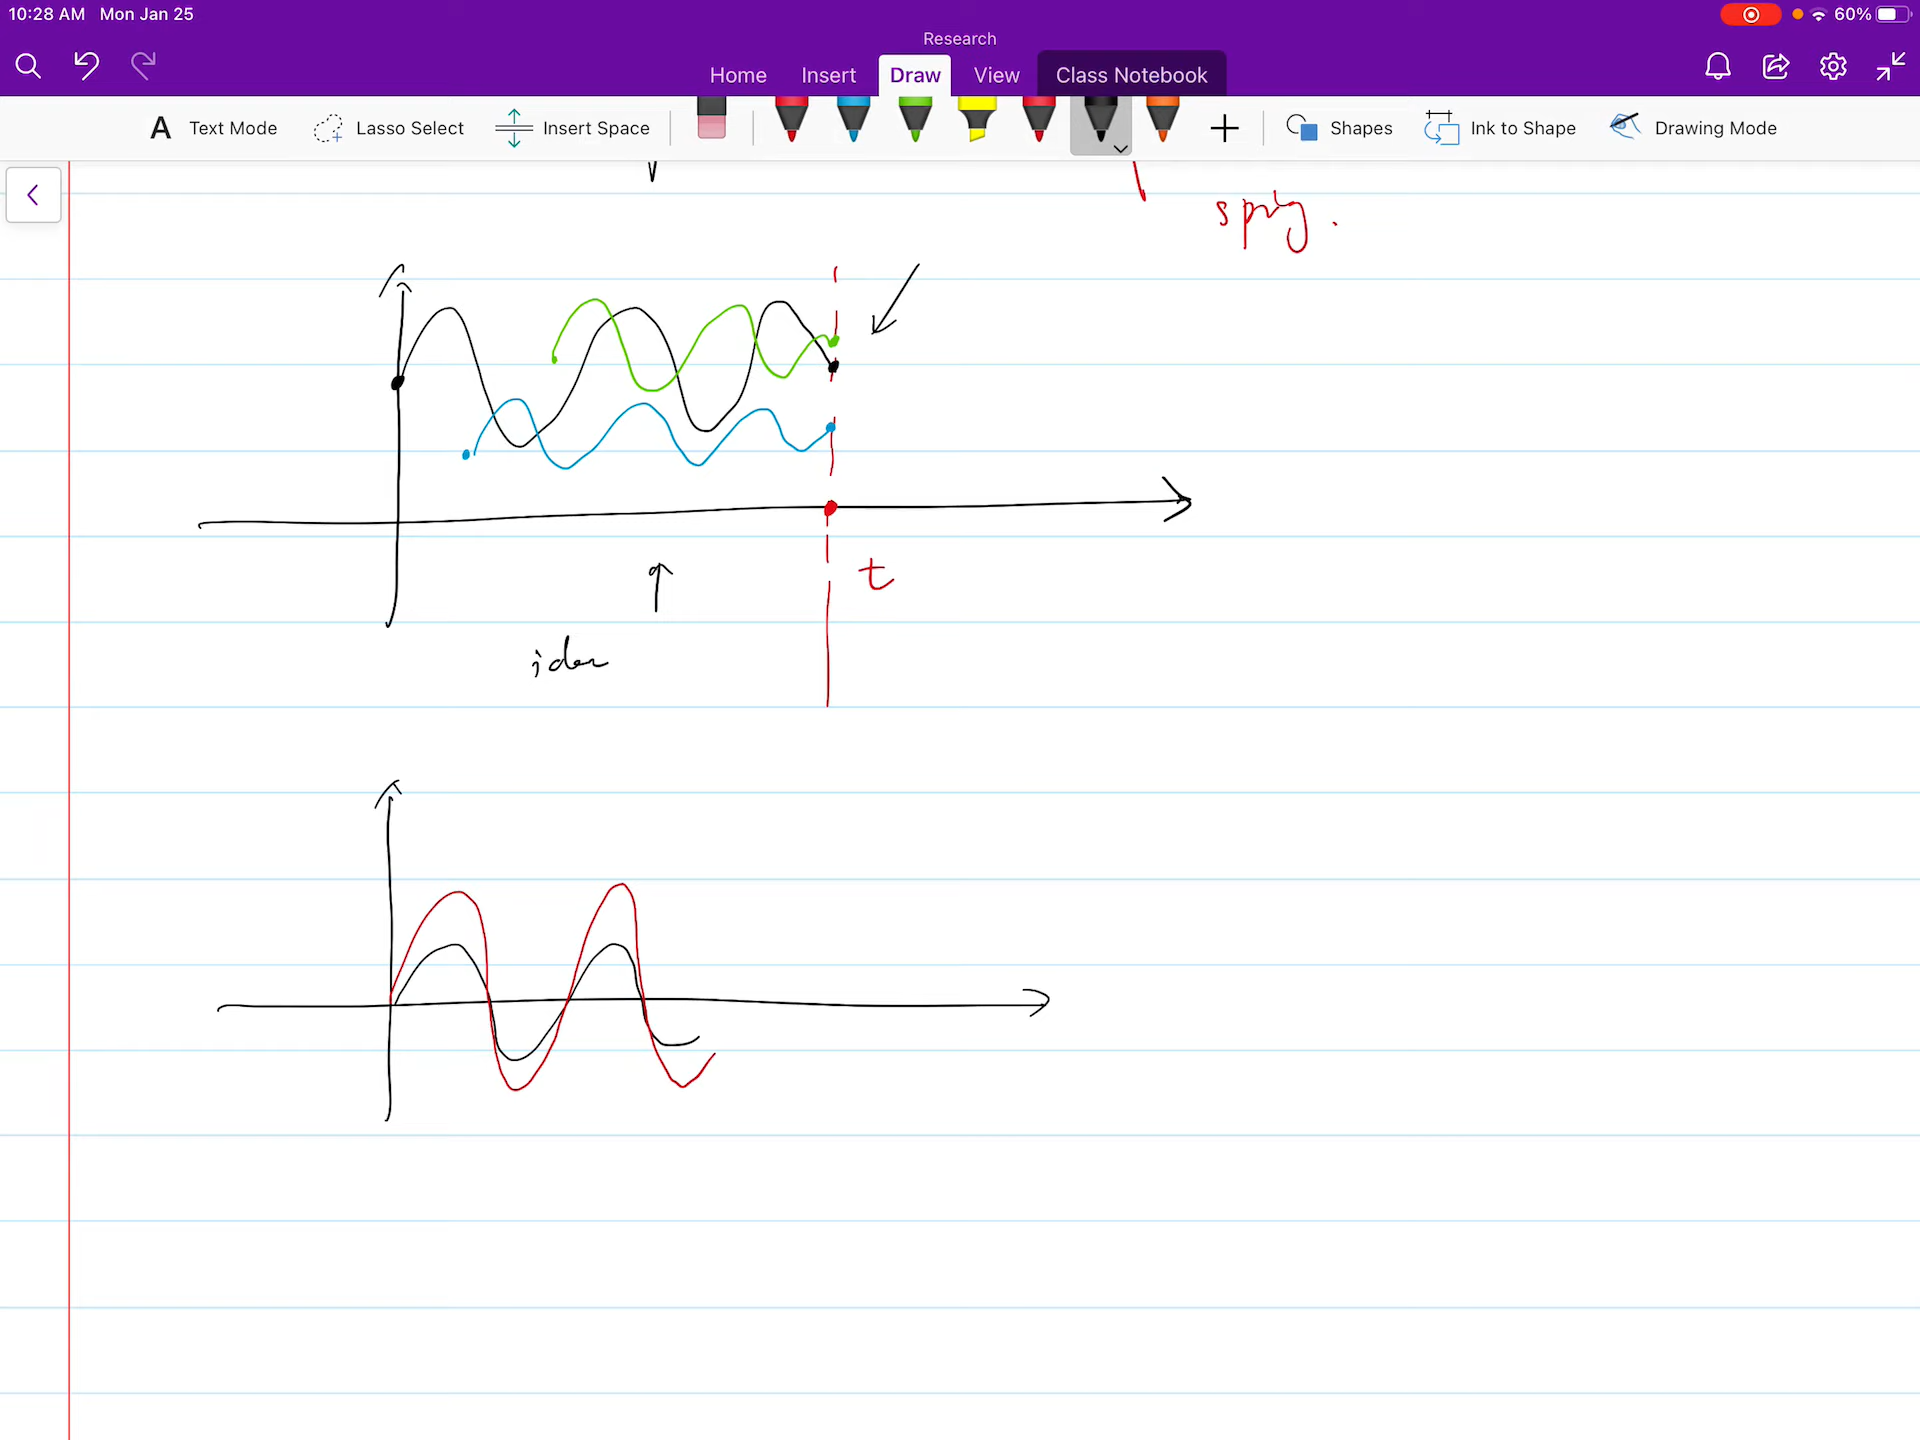 10:28 AM Mon Jan 25
60%
Research
Home Insert Draw View Class Notebook
A Text Mode Lasso Select Insert Space Shapes Ink to Shape Drawing Mode
t